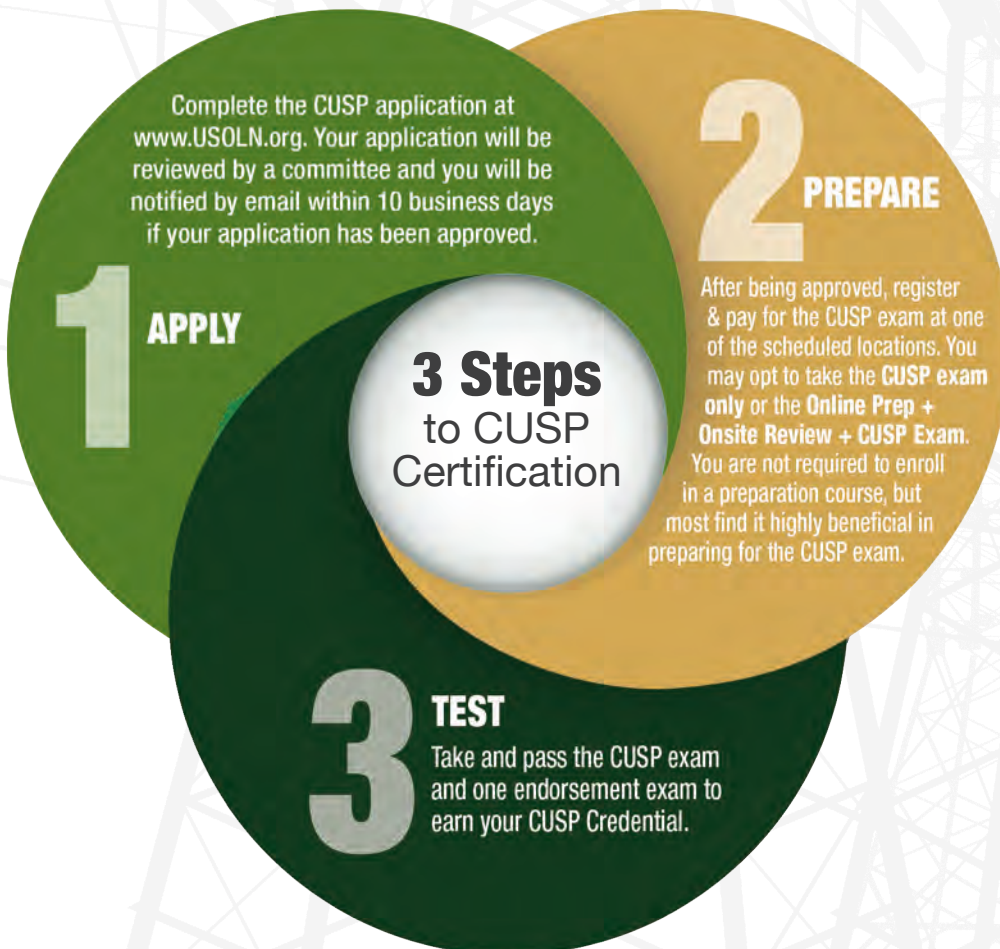 3 Steps
to CUSP
Certification
Complete the CUSP application at
www.USOLN.org. Your application will be
reviewed by a committee and you will be
notified by email within 10 business days
if your application has been approved.
1
APPLY
2
PREPARE
After being approved, register
& pay for the CUSP exam at one
of the scheduled locations. You
may opt to take the CUSP exam
only or the Online Prep +
Onsite Review + CUSP Exam.
You are not required to enroll
in a preparation course, but
most find it highly beneficial in
preparing for the CUSP exam.
3
TEST
Take and pass the CUSP exam
and one endorsement exam to
earn your CUSP Credential.